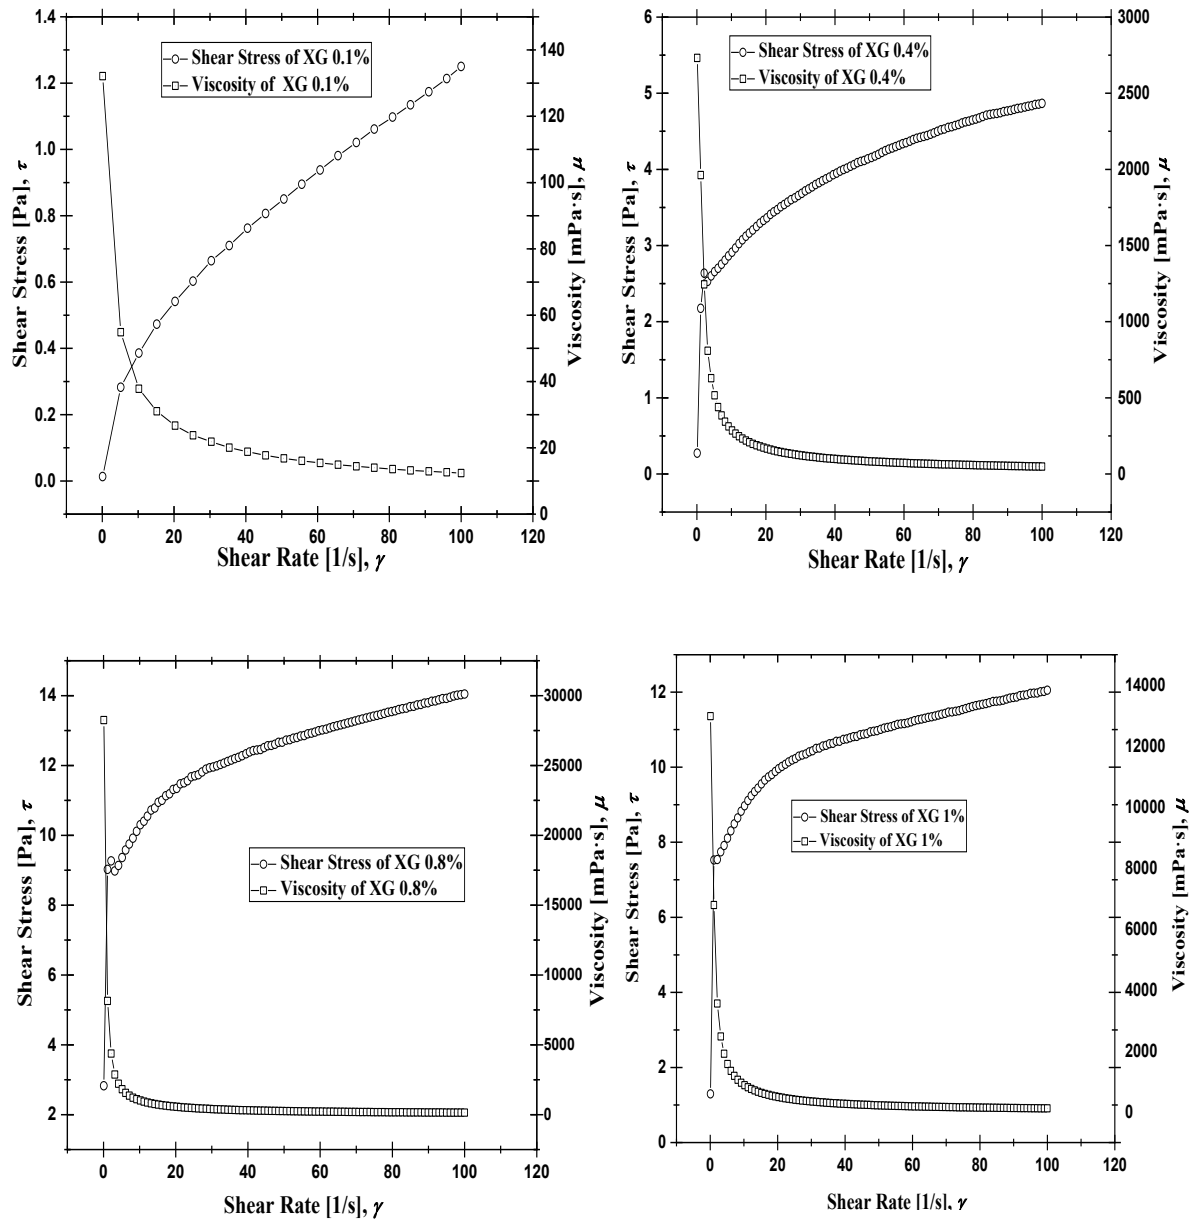 Shear Stress of XG 0.1%
Viscosity of XG 0.1%
1.4
1.2
1.0
0.8
0.6
0.4
0.2
0.0
Shear Stress [Pa], τ
140
130
120
110
100
90
80
70
60
50
40
30
20
10
0
Viscosity [mPa·s], μ
0 20 40 60 80 100 120
Shear Rate [1/s], γ
Shear Stress of XG 0.4%
Viscosity of XG 0.4%
6
5
4
3
2
1
0
Shear Stress [Pa], τ
3000
2500
2000
1500
1000
500
0
Viscosity [mPa·s], μ
0 20 40 60 80 100 120
Shear Rate [1/s], γ
Shear Stress of XG 0.8%
Viscosity of XG 0.8%
14
12
10
8
6
4
2
Shear Stress [Pa], τ
30000
25000
20000
15000
10000
5000
0
Viscosity [mPa·s], μ
0 20 40 60 80 100 120
Shear Rate [1/s], γ
Shear Stress of XG 1%
Viscosity of XG 1%
12
10
8
6
4
2
0
Shear Stress [Pa], τ
14000
12000
10000
8000
6000
4000
2000
0
Viscosity [mPa·s], μ
0 20 40 60 80 100 120
Shear Rate [1/s], γ